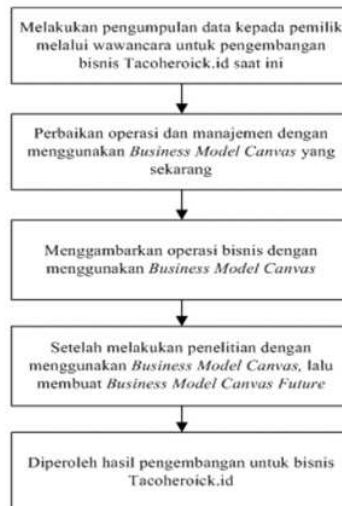 Melakukan pengumpulan data kepada pemilik
melalui wawancara untuk pengembangan
bisnis Tacoheroick.id saat ini
Perbaikan operasi dan manajemen dengan
menggunakan Business Model Canvas yang
sekarang
Menggambarkan operasi bisnis dengan
menggunakan Business Model Canvas
Setelah melakukan penelitian dengan
menggunakan Business Model Canvas, lalu
membuat Business Model Canvas Future
Diperoleh hasil pengembangan untuk bisnis
Tacoheroick.id